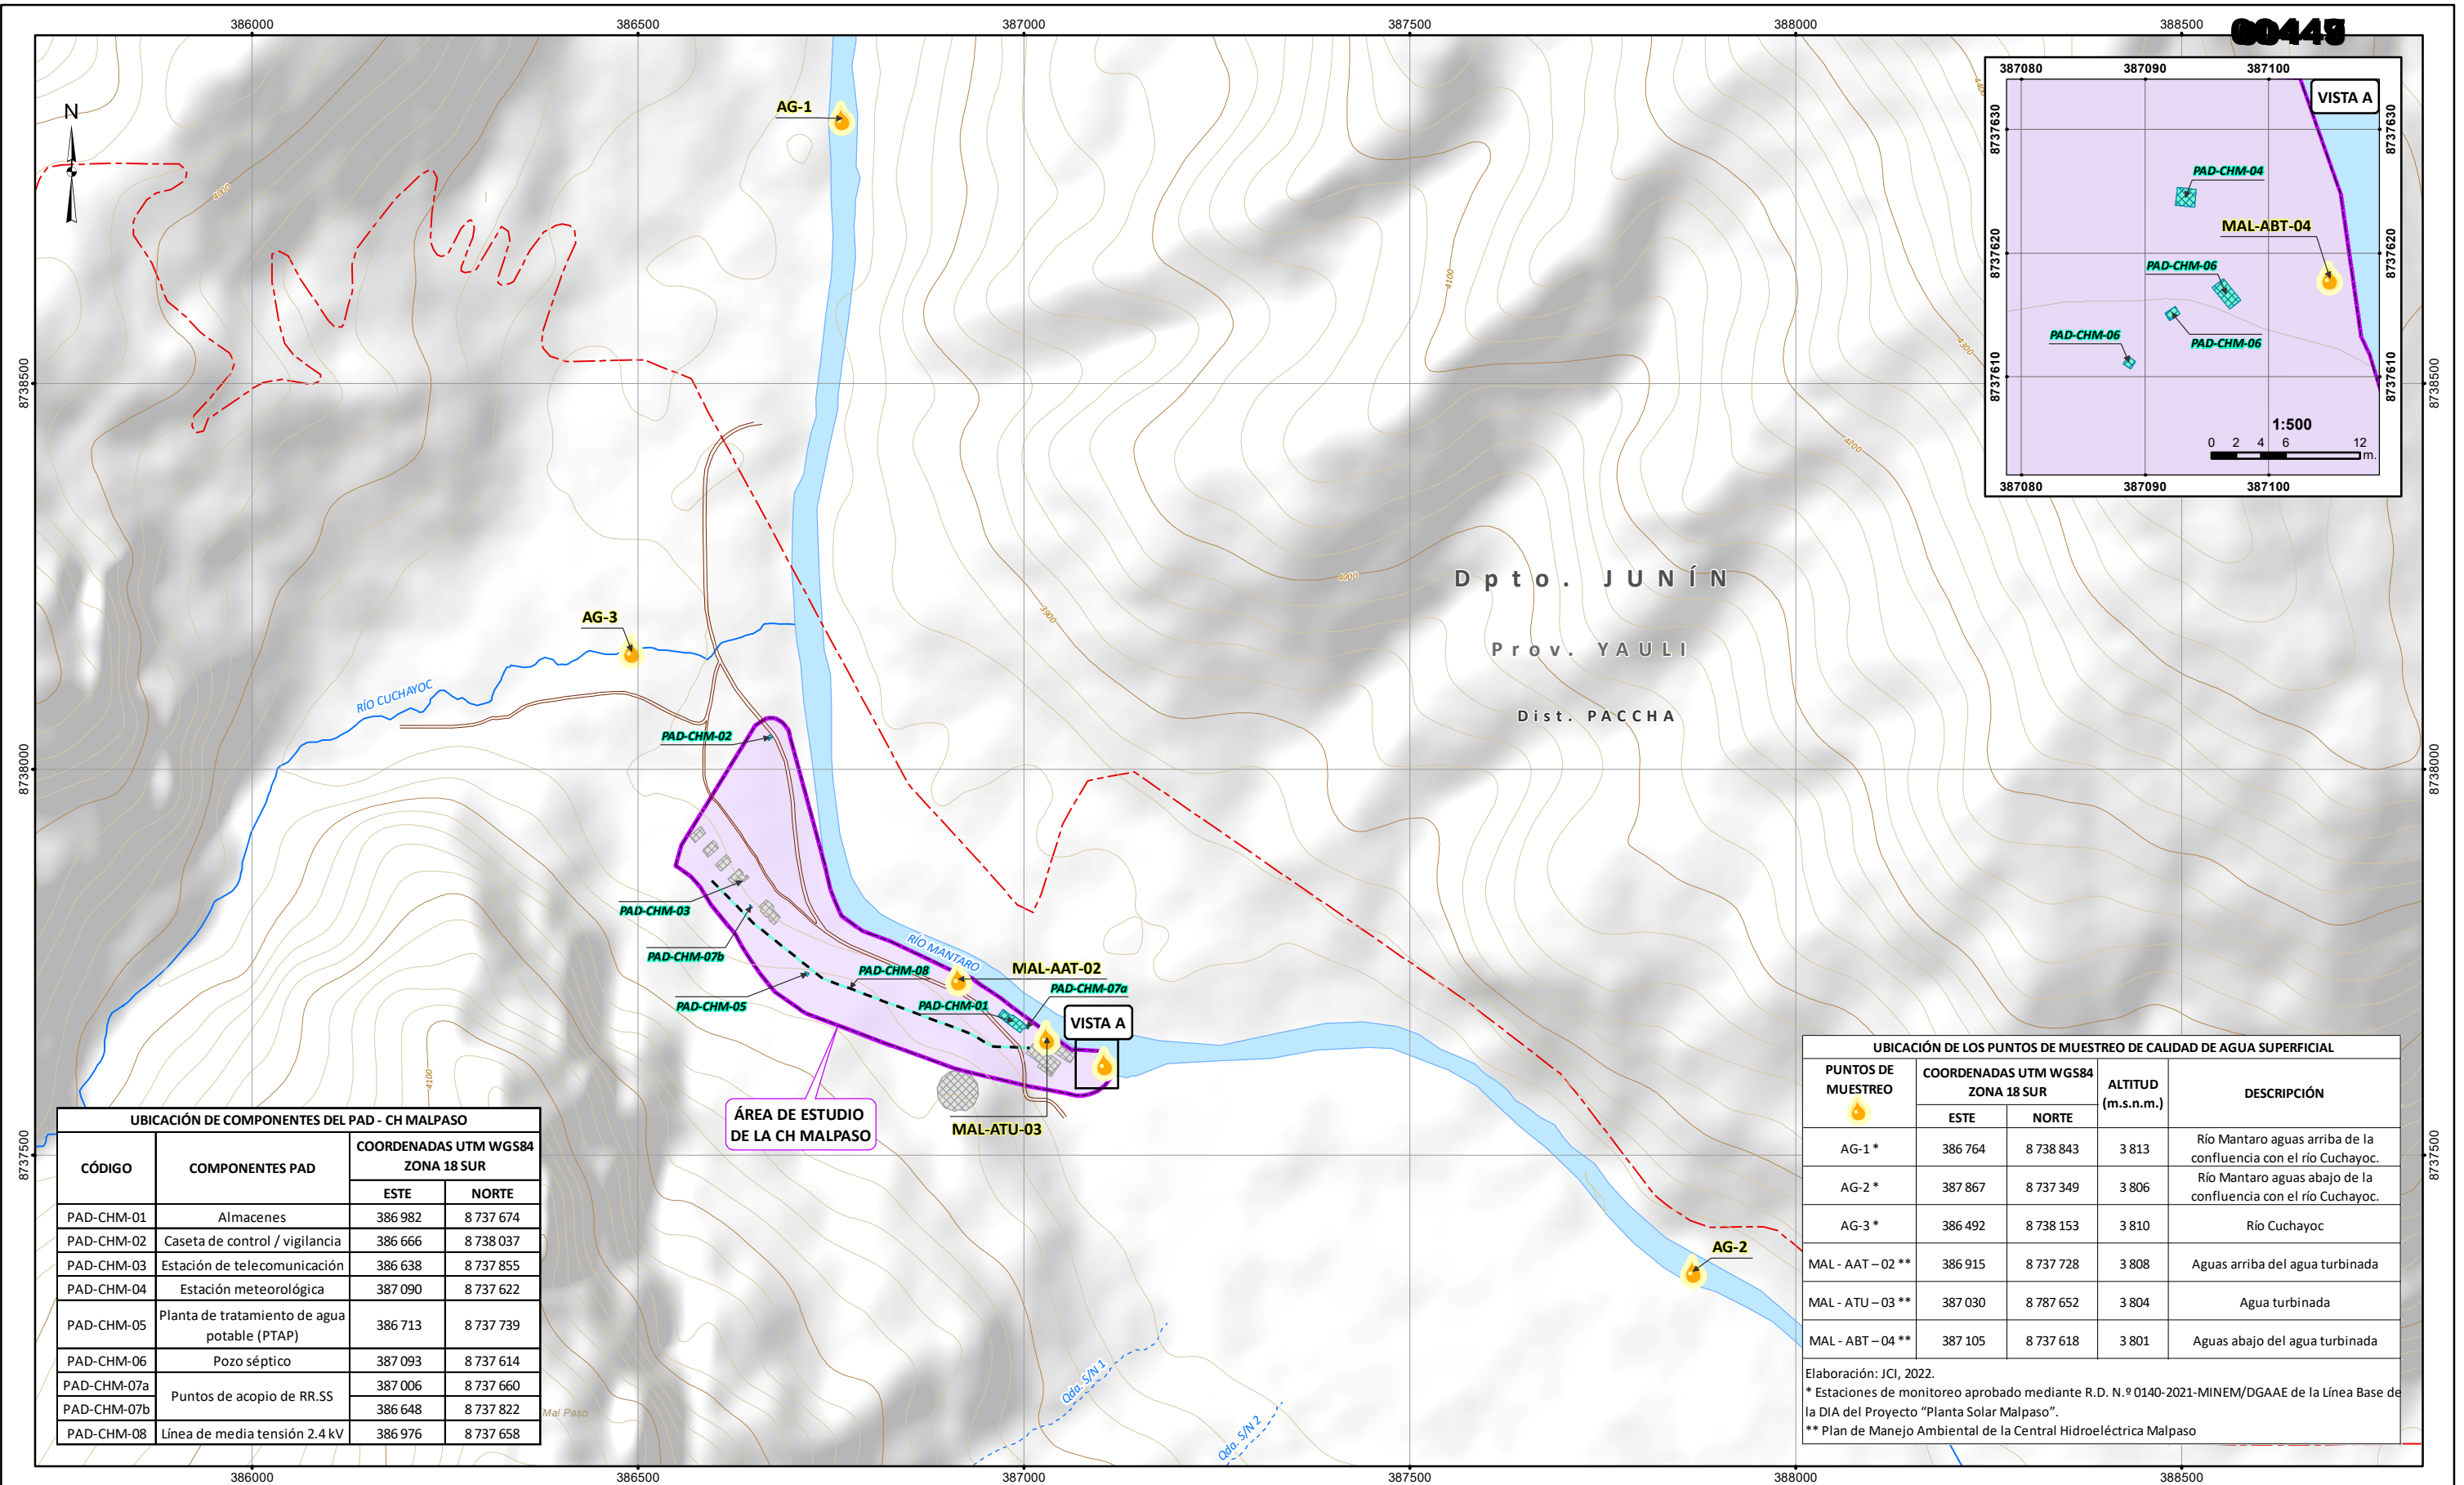 386000 386500 387000 387500 388000 388500
N
AG-1
4000
4100
4300
4200
4000
3900
4100
8738500
8738000
8737500
8738500
8738000
8737500
387080 387090 387100
VISTA A
8737630
8737620
8737610
8737630
8737620
8737610
PAD-CHM-04
MAL-ABT-04
PAD-CHM-06
PAD-CHM-06
PAD-CHM-06
1:500
0 2 4 6 12
m.
387080 387090 387100
Dpto. JUNÍN
Prov. YAULI
Dist. PACCHA
AG-3
RÍO CUCHAYOC
PAD-CHM-02
PAD-CHM-03
PAD-CHM-07b
PAD-CHM-05
PAD-CHM-08
RÍO MANTARO
MAL-AAT-02
PAD-CHM-07a
PAD-CHM-01
VISTA A
ÁREA DE ESTUDIO
DE LA CH MALPASO
MAL-ATU-03
AG-2
Qda. S/N 1
Qda. S/N 2
Mal Paso
UBICACIÓN DE COMPONENTES DEL PAD - CH MALPASO
CÓDIGO COMPONENTES PAD COORDENADAS UTM WGS84
ZONA 18 SUR
ESTE NORTE
PAD-CHM-01 Almacenes 386 982 8 737 674
PAD-CHM-02 Caseta de control / vigilancia 386 666 8 738 037
PAD-CHM-03 Estación de telecomunicación 386 638 8 737 855
PAD-CHM-04 Estación meteorológica 387 090 8 737 622
PAD-CHM-05 Planta de tratamiento de agua
potable (PTAP) 386 713 8 737 739
PAD-CHM-06 Pozo séptico 387 093 8 737 614
PAD-CHM-07a Puntos de acopio de RR.SS 387 006 8 737 660
PAD-CHM-07b 386 648 8 737 822
PAD-CHM-08 Línea de media tensión 2.4 kV 386 976 8 737 658
UBICACIÓN DE LOS PUNTOS DE MUESTREO DE CALIDAD DE AGUA SUPERFICIAL
PUNTOS DE
MUESTREO
COORDENADAS UTM WGS84
ZONA 18 SUR
ALTITUD
(m.s.n.m.)
DESCRIPCIÓN
ESTE NORTE
AG-1 * 386 764 8 738 843 3 813 Río Mantaro aguas arriba de la
confluencia con el río Cuchayoc.
AG-2 * 387 867 8 737 349 3 806 Río Mantaro aguas abajo de la
confluencia con el río Cuchayoc.
AG-3 * 386 492 8 738 153 3 810 Río Cuchayoc
MAL - AAT – 02 ** 386 915 8 737 728 3 808 Aguas arriba del agua turbinada
MAL - ATU – 03 ** 387 030 8 787 652 3 804 Agua turbinada
MAL - ABT – 04 ** 387 105 8 737 618 3 801 Aguas abajo del agua turbinada
Elaboración: JCI, 2022.
* Estaciones de monitoreo aprobado mediante R.D. N.º 0140-2021-MINEM/DGAAE de la Línea Base de
la DIA del Proyecto “Planta Solar Malpaso”.
** Plan de Manejo Ambiental de la Central Hidroeléctrica Malpaso
386000 386500 387000 387500 388000 388500